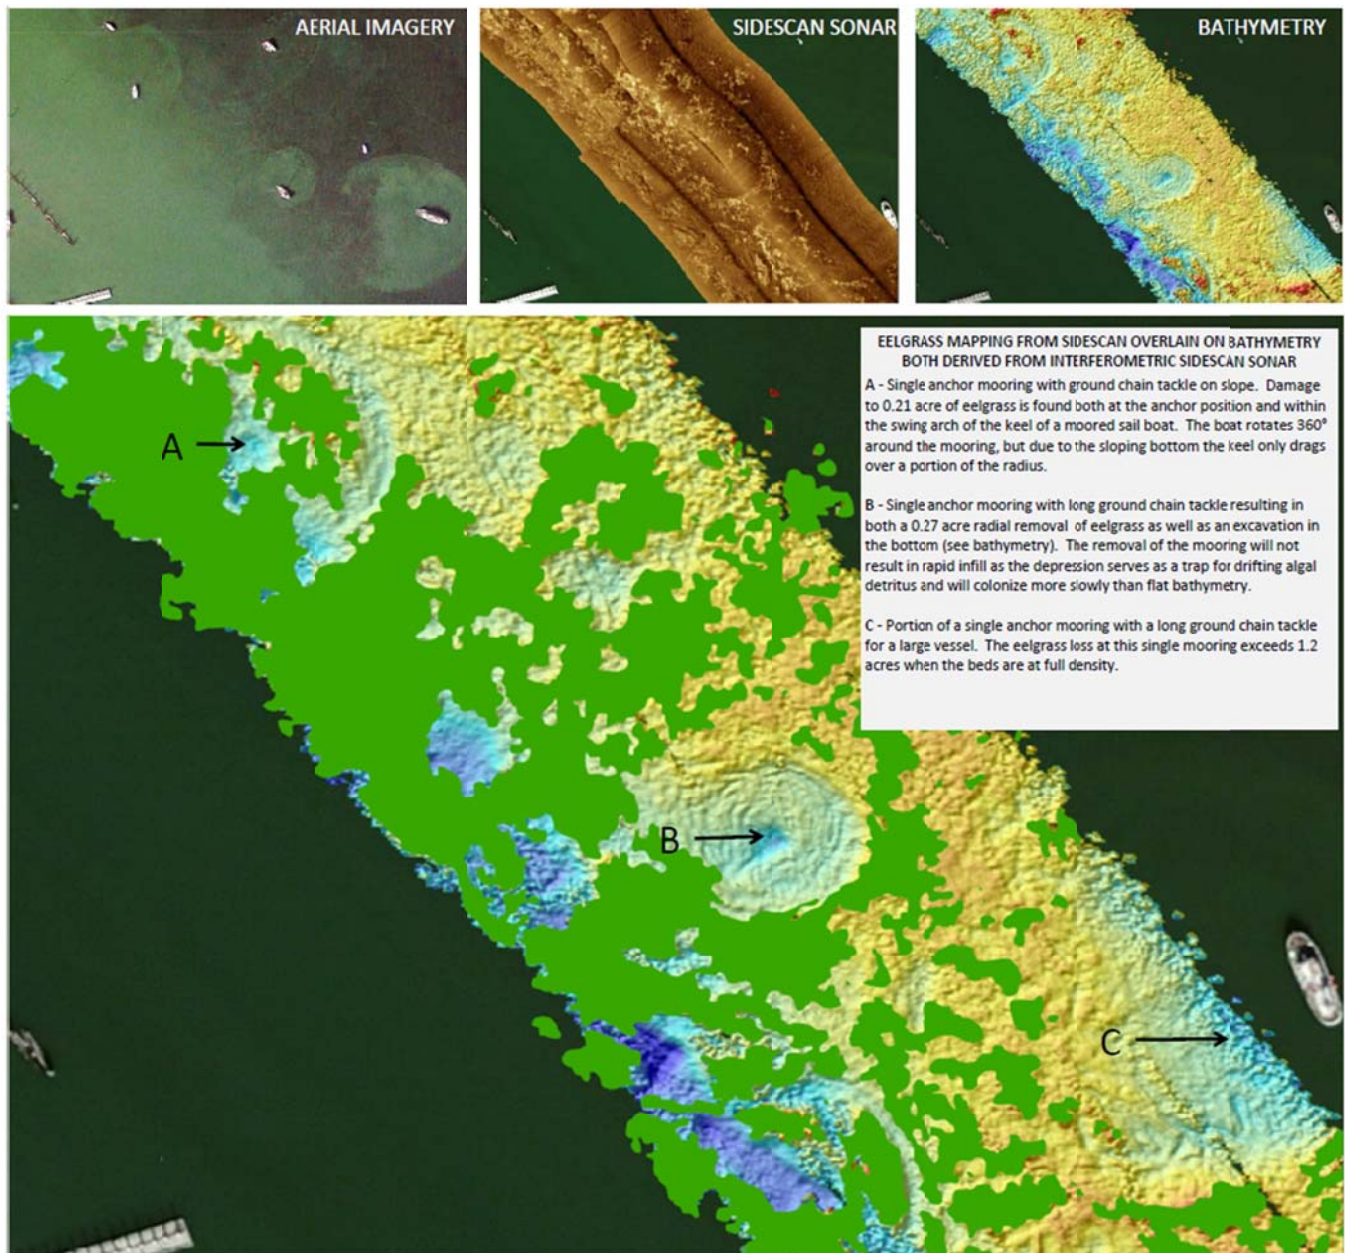 AERIAL IMAGERY
SIDESCAN SONAR
BATHYMETRY
EELGRASS MAPPING FROM SIDESCAN OVERLAIN ON BATHYMETRY
BOTH DERIVED FROM INTERFEROMETRIC SIDESCAN SONAR
A - Single anchor mooring with ground chain tackle on slope. Damage
to 0.21 acre of eelgrass is found both at the anchor position and within
the swing arch of the keel of a moored sail boat. The boat rotates 360°
around the mooring, but due to the sloping bottom the keel only drags
over a portion of the radius.
B - Single anchor mooring with long ground chain tackle resulting in
both a 0.27 acre radial removal of eelgrass as well as an excavation in
the bottom (see bathymetry). The removal of the mooring will not
result in rapid infill as the depression serves as a trap for drifting algal
detritus and will colonize more slowly than flat bathymetry.
C - Portion of a single anchor mooring with a long ground chain tackle
for a large vessel. The eelgrass loss at this single mooring exceeds 1.2
acres when the beds are at full density.
A
B
C